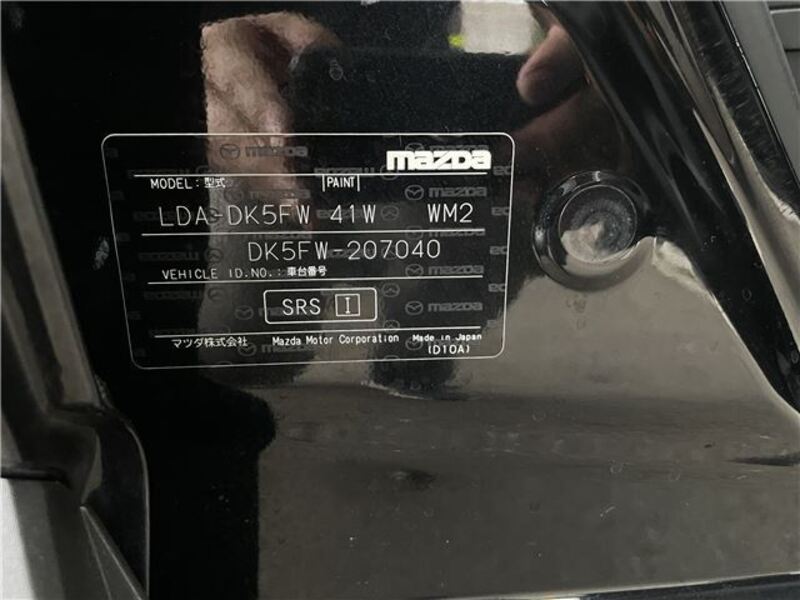 mazda
MODEL:型式 PAINT
LDA-DK5FW 41W WM2
DK5FW-207040
VEHICLE ID.NO.:車台番号
SRS I
マツダ株式会社 Mazda Motor Corporation Made in Japan
(D10A)